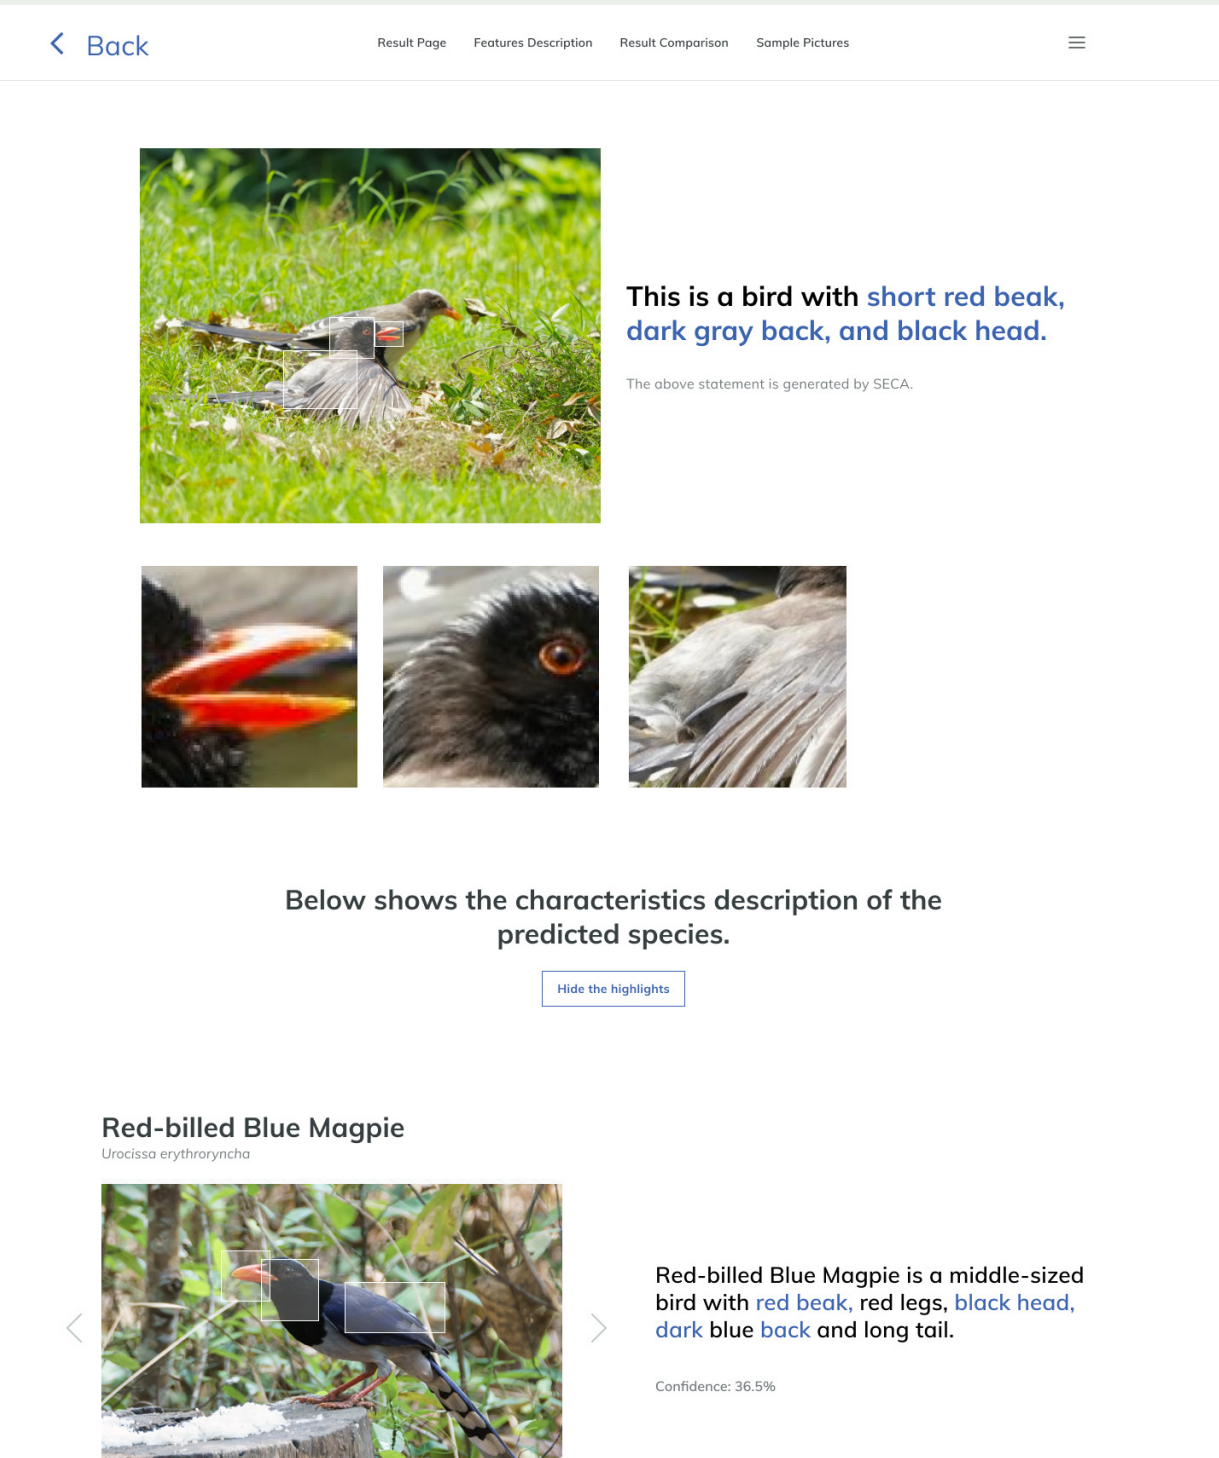 Back
Result Page
Features Description
Result Comparison
Sample Pictures
This is a bird with short red beak,
dark gray back, and black head.
The above statement is generated by SECA.
Below shows the characteristics description of the
predicted species.
Hide the highlights
Red-billed Blue Magpie
Urocissa erythroryncha
Red-billed Blue Magpie is a middle-sized
bird with red beak, red legs, black head,
dark blue back and long tail.
Confidence: 36.5%